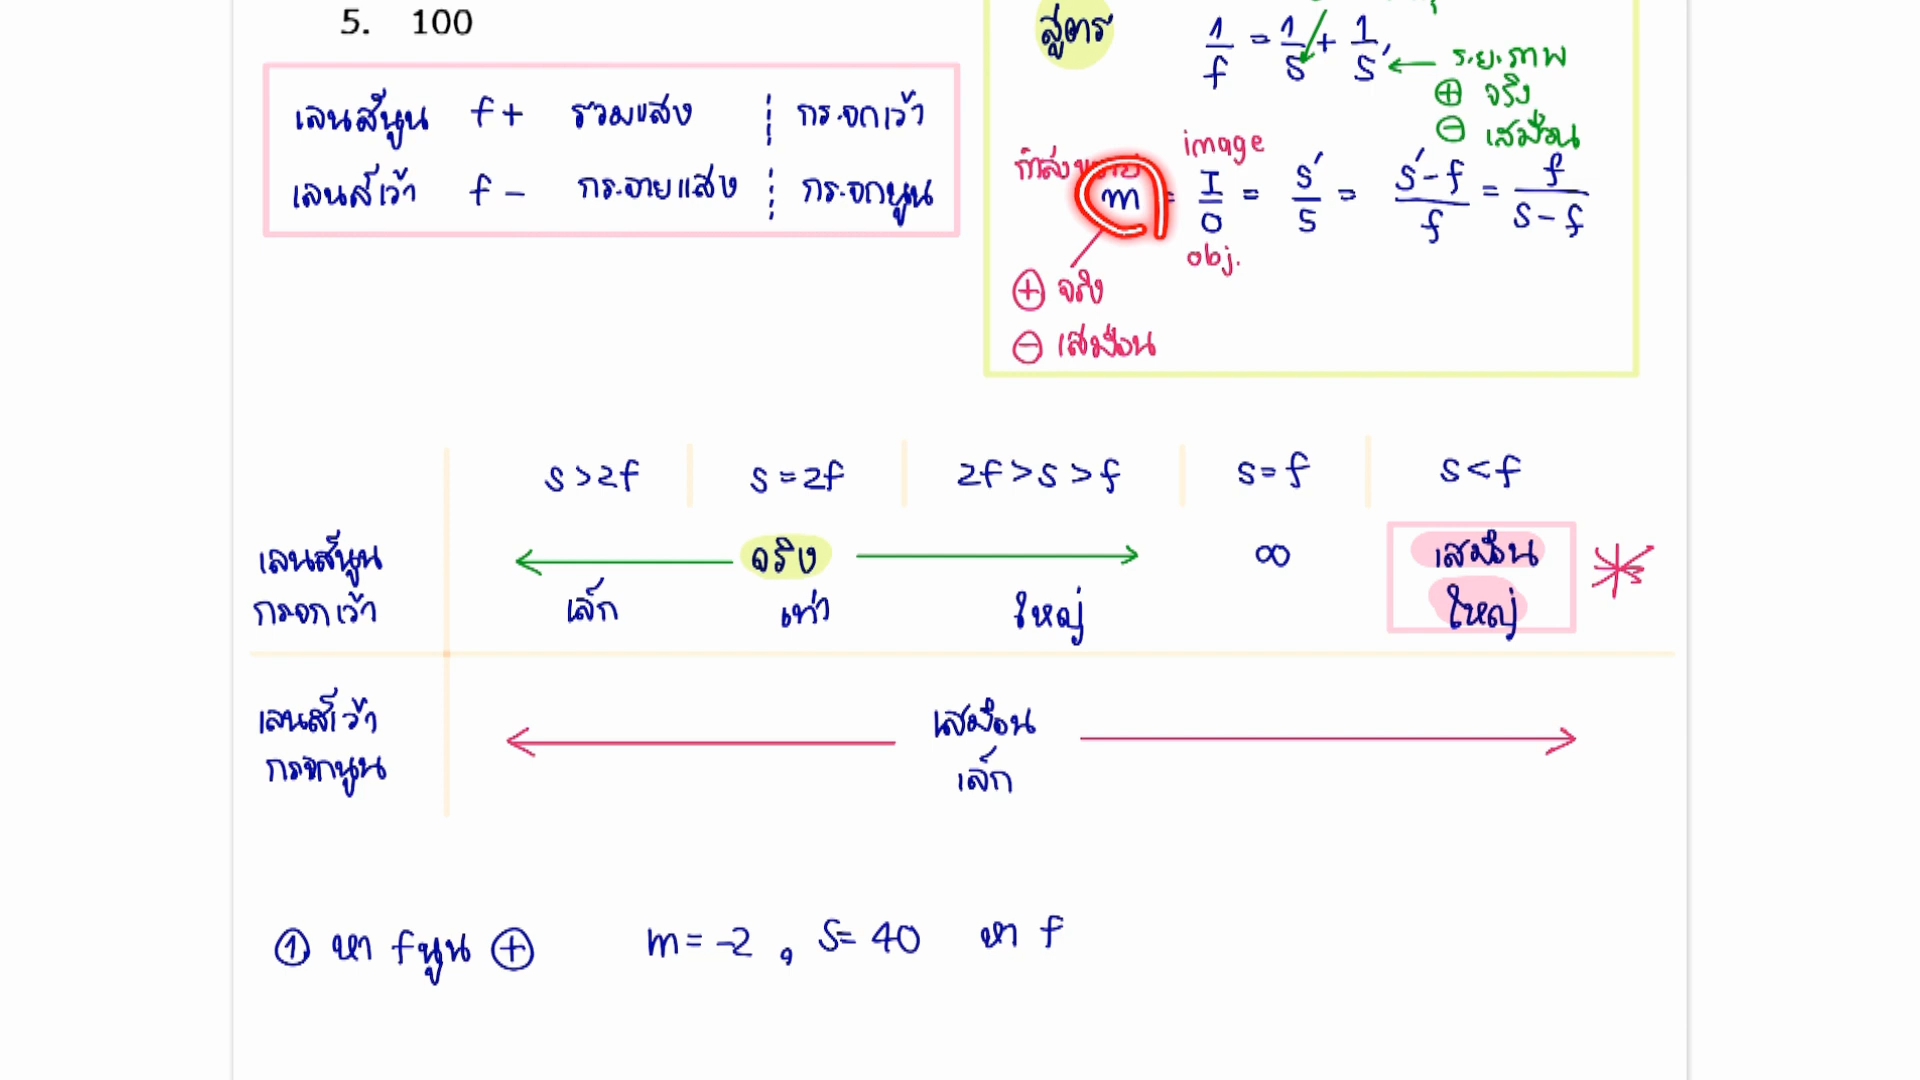 5. 100
สูตร
1/f = 1/s + 1/s'
ร.ย.ภาพ
⊕ จริง
⊖ เสมือน
เลนส์นูน f + รวมแสง กระจกเว้า
เลนส์เว้า f - กระจายแสง กระจกนูน
image
m = I/O = s'/s = s'-f/f = f/s-f
obj.
⊕ จริง
⊖ เสมือน
s>2f s=2f 2f>s>f s=f s<f
เลนส์นูน
กระจกเว้า
จริง ∞ เสมือน
เล็ก เท่า ใหญ่ ใหญ่
เลนส์เว้า
กระจกนูน
เสมือน
เล็ก
① หา f นูน ⊕ m = -2 , S = 40 หา f